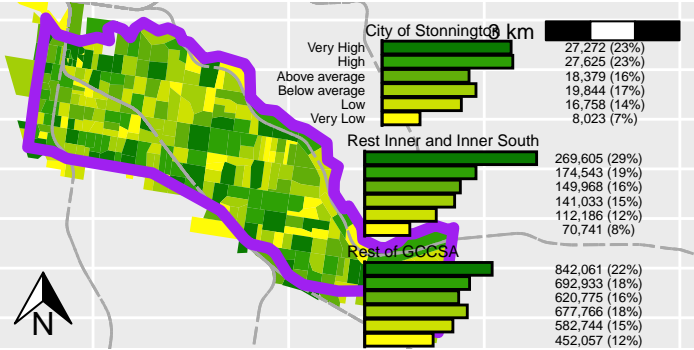 City of Stonnington
3 km
Very High 27,272 (23%)
High 27,625 (23%)
Above average 18,379 (16%)
Below average 19,844 (17%)
Low 16,758 (14%)
Very Low 8,023 (7%)
Rest Inner and Inner South
269,605 (29%)
174,543 (19%)
149,968 (16%)
141,033 (15%)
112,186 (12%)
70,741 (8%)
Rest of GCCSA
842,061 (22%)
692,933 (18%)
620,775 (16%)
677,766 (18%)
582,744 (15%)
452,057 (12%)
N